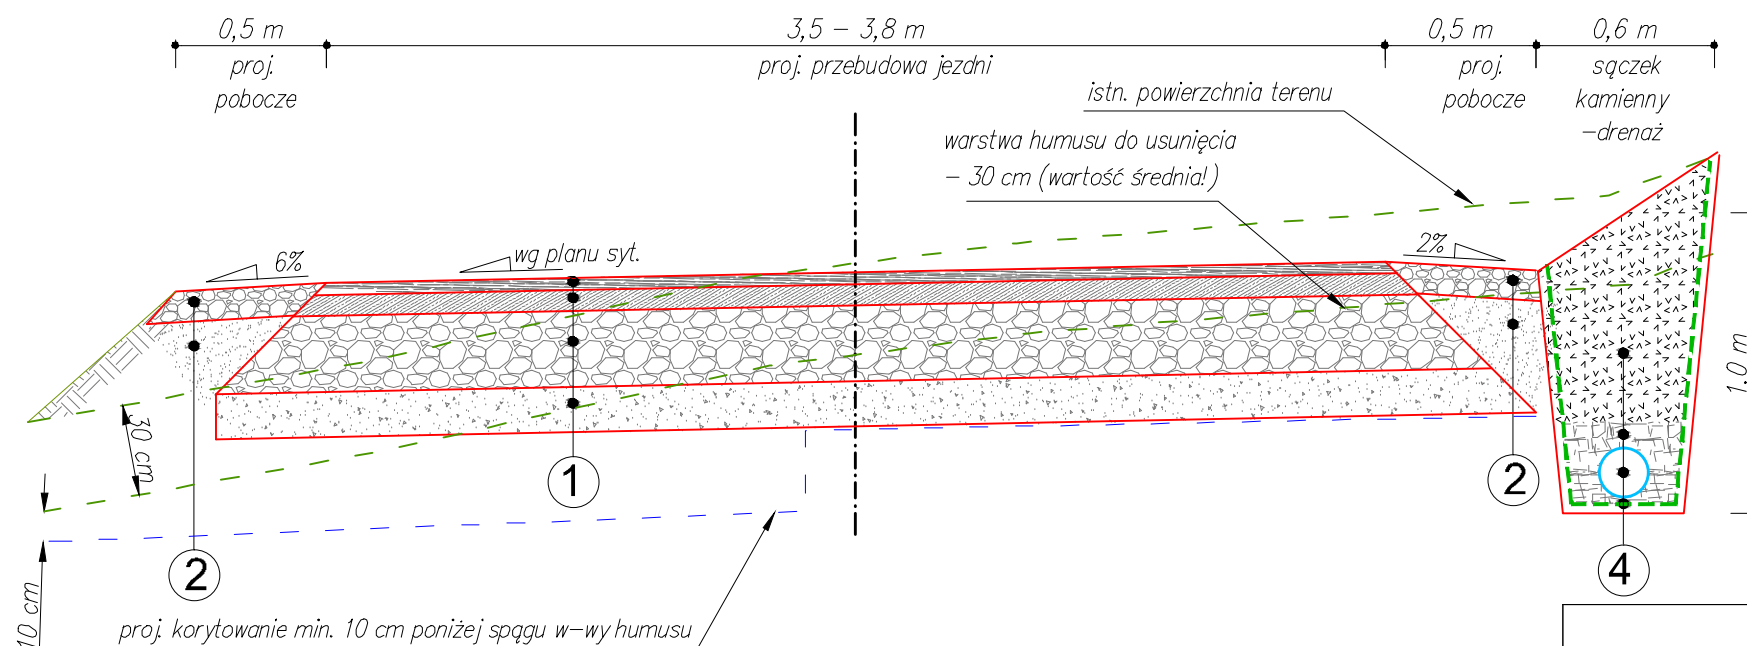 0,5 m
3,5 – 3,8 m
0,5 m
0,6 m
proj.
pobocze
proj. przebudowa jezdni
proj.
pobocze
sączek
kamienny
–drenaż
istn. powierzchnia terenu
warstwa humusu do usunięcia
– 30 cm (wartość średnia!)
6%
wg planu syt.
2%
30 cm
1.0 m
1
2
2
4
10 cm
proj. korytowanie min. 10 cm poniżej spągu w–wy humusu